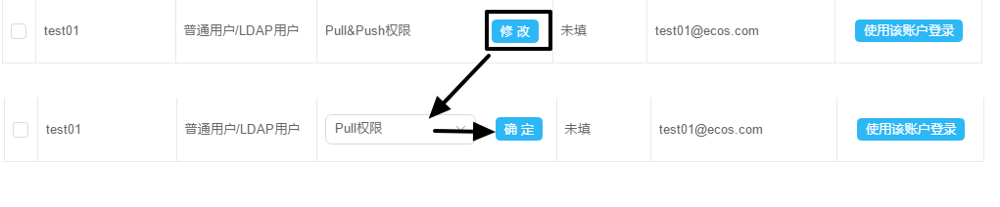 test01 普通用户/LDAP用户 Pull&Push权限 修 改 未填 test01@ecos.com 使用该账户登录
test01 普通用户/LDAP用户 Pull权限 确 定 未填 test01@ecos.com 使用该账户登录